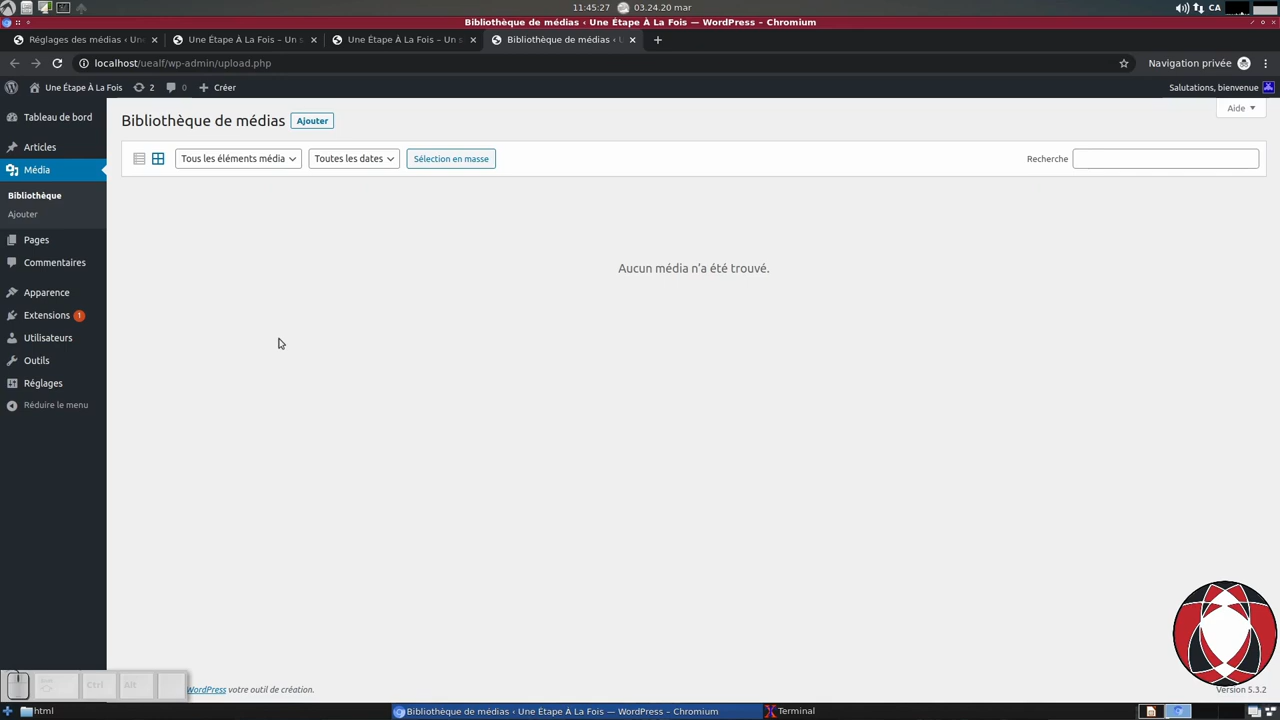 11:45:27
03.24.20 mar
CA
Bibliothèque de médias ‹ Une Étape À La Fois — WordPress – Chromium
Réglages des médias ‹ Une
Une Étape À La Fois – Un s
Une Étape À La Fois – Un s
Bibliothèque de médias ‹ U
localhost/uealf/wp-admin/upload.php
Navigation privée
Une Étape À La Fois
2
0
Créer
Salutations, bienvenue
Tableau de bord
Articles
Média
Bibliothèque
Ajouter
Pages
Commentaires
Apparence
Extensions 1
Utilisateurs
Outils
Réglages
Réduire le menu
Bibliothèque de médias
Ajouter
Aide
Tous les éléments média
Toutes les dates
Sélection en masse
Recherche
Aucun média n’a été trouvé.
WordPress votre outil de création.
Version 5.3.2
Ctrl
Alt
html
Bibliothèque de médias ‹ Une Étape À La Fois — WordPress – Chromium
Terminal